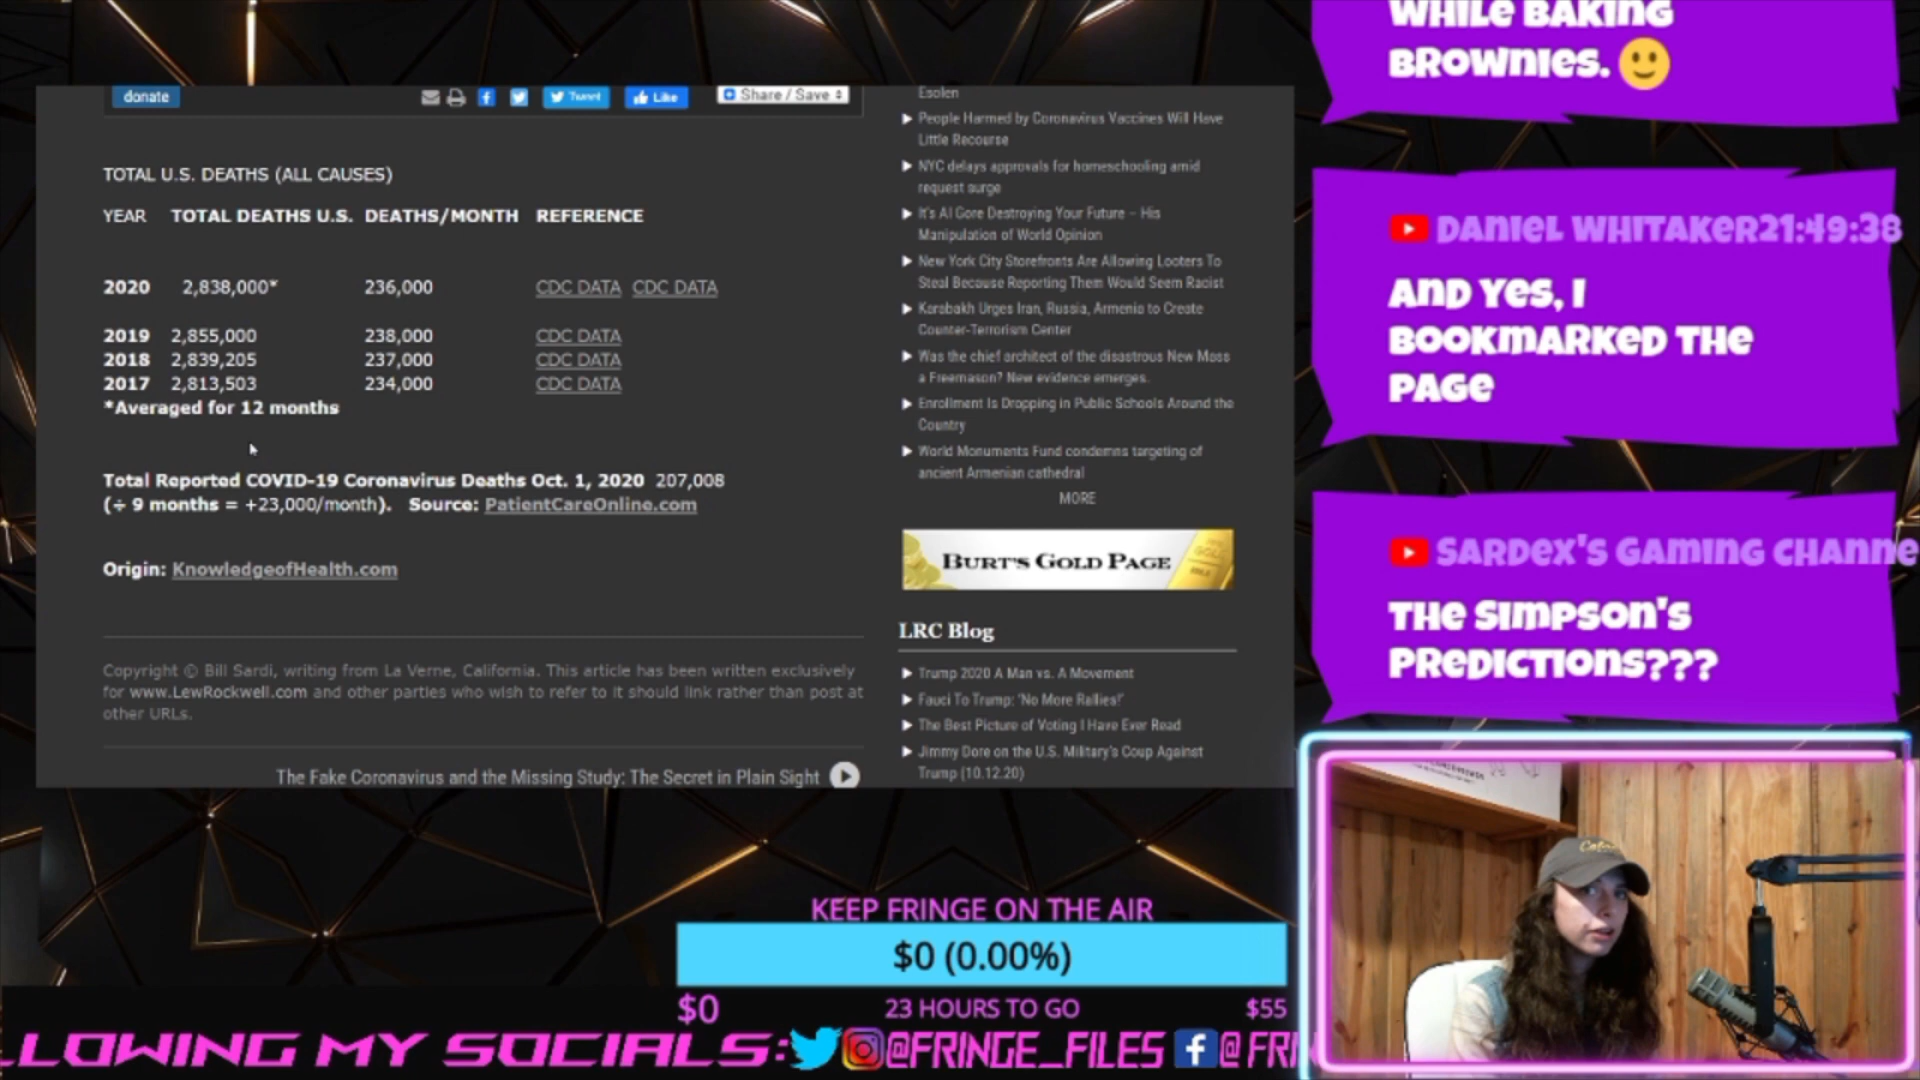 donate
Tweet
Like
Share / Save
TOTAL U.S. DEATHS (ALL CAUSES)
YEAR TOTAL DEATHS U.S. DEATHS/MONTH REFERENCE
2020 2,838,000* 236,000 CDC DATA CDC DATA
2019 2,855,000 238,000 CDC DATA
2018 2,839,205 237,000 CDC DATA
2017 2,813,503 234,000 CDC DATA
*Averaged for 12 months
Total Reported COVID-19 Coronavirus Deaths Oct. 1, 2020 207,008
(÷ 9 months = +23,000/month). Source: PatientCareOnline.com
Origin: KnowledgeofHealth.com
Copyright © Bill Sardi, writing from La Verne, California. This article has been written exclusively
for www.LewRockwell.com and other parties who wish to refer to it should link rather than post at
other URLs.
The Fake Coronavirus and the Missing Study: The Secret in Plain Sight
Esolen
People Harmed by Coronavirus Vaccines Will Have
Little Recourse
NYC delays approvals for homeschooling amid
request surge
It's Al Gore Destroying Your Future – His
Manipulation of World Opinion
New York City Storefronts Are Allowing Looters To
Steal Because Reporting Them Would Seem Racist
Karabakh Urges Iran, Russia, Armenia to Create
Counter-Terrorism Center
Was the chief architect of the disastrous New Mass
a Freemason? New evidence emerges.
Enrollment Is Dropping in Public Schools Around the
Country
World Monuments Fund condemns targeting of
ancient Armenian cathedral
MORE
BURT'S GOLD PAGE
LRC Blog
Trump 2020 A Man vs. A Movement
Fauci To Trump: 'No More Rallies!'
The Best Picture of Voting I Have Ever Read
Jimmy Dore on the U.S. Military's Coup Against
Trump (10.12.20)
WHILE BAKING
BROWNIES.
DANIEL WHITAKER21:49:38
AND YES, I
BOOKMARKED THE
PAGE
SARDEX'S GAMING CHANNE
THE SIMPSON'S
PREDICTIONS???
KEEP FRINGE ON THE AIR
$0 (0.00%)
$0 23 HOURS TO GO $55
LOWING MY SOCIALS: @FRINGE_FILES @FRI